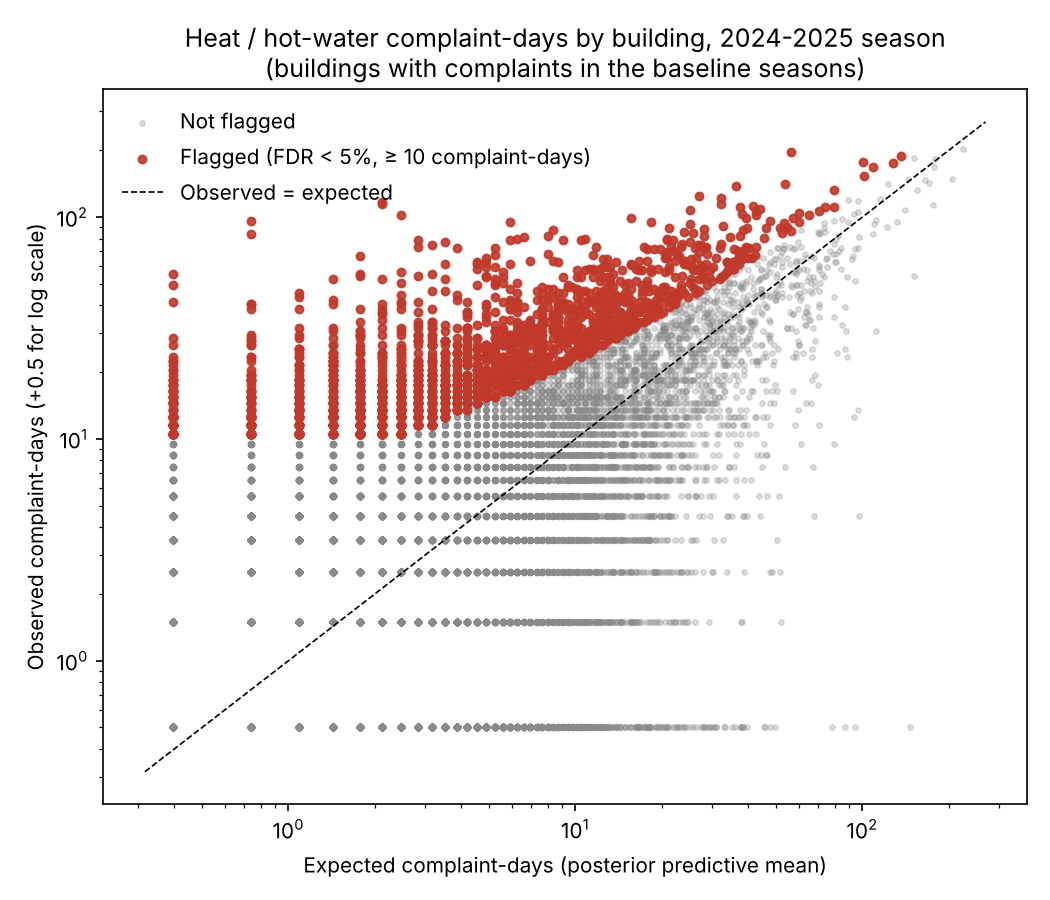 Heat / hot-water complaint-days by building, 2024-2025 season
(buildings with complaints in the baseline seasons)
Not flagged
Flagged (FDR < 5%, ≥ 10 complaint-days)
Observed = expected
Observed complaint-days (+0.5 for log scale)
10²
10¹
10⁰
10⁰ 10¹ 10²
Expected complaint-days (posterior predictive mean)